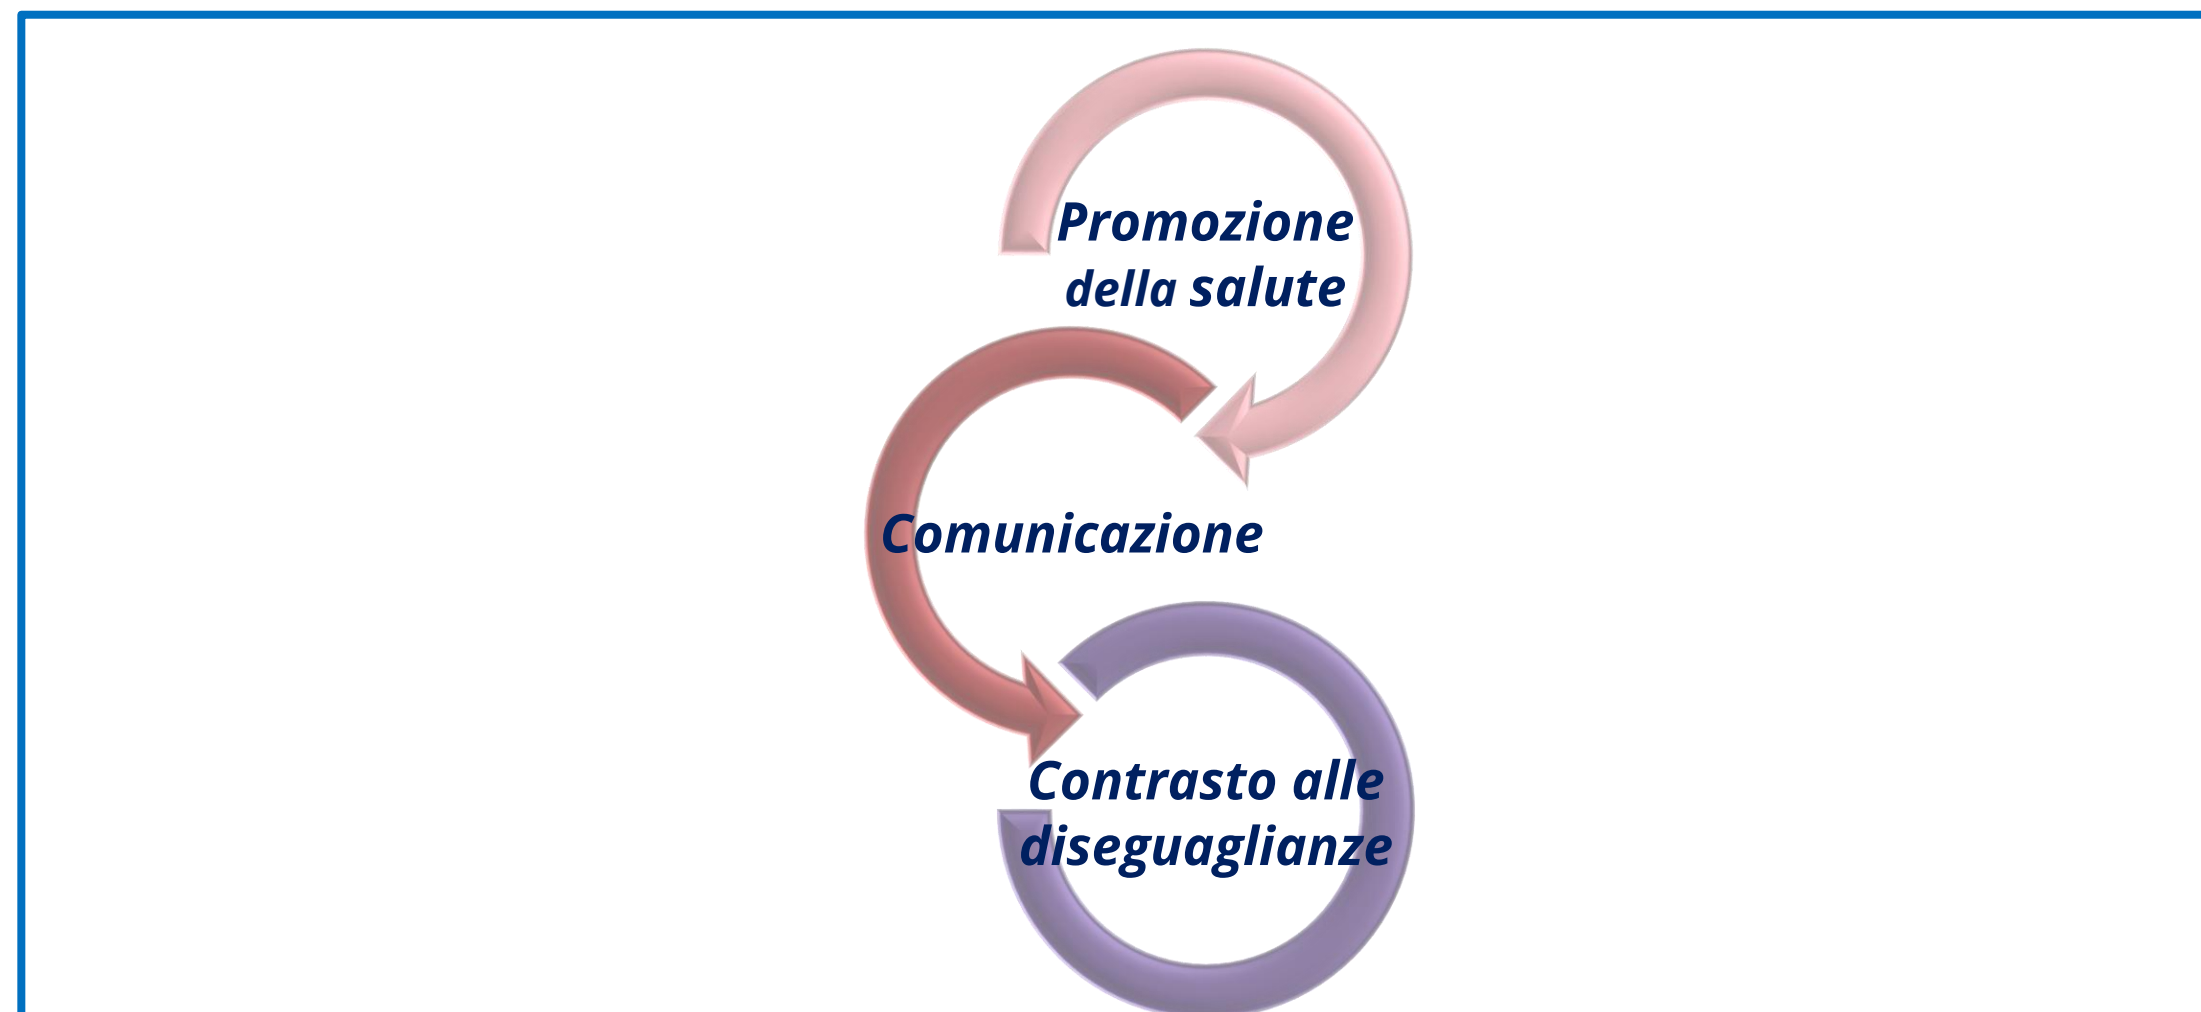 Promozione
della salute
Comunicazione
Contrasto alle
diseguaglianze